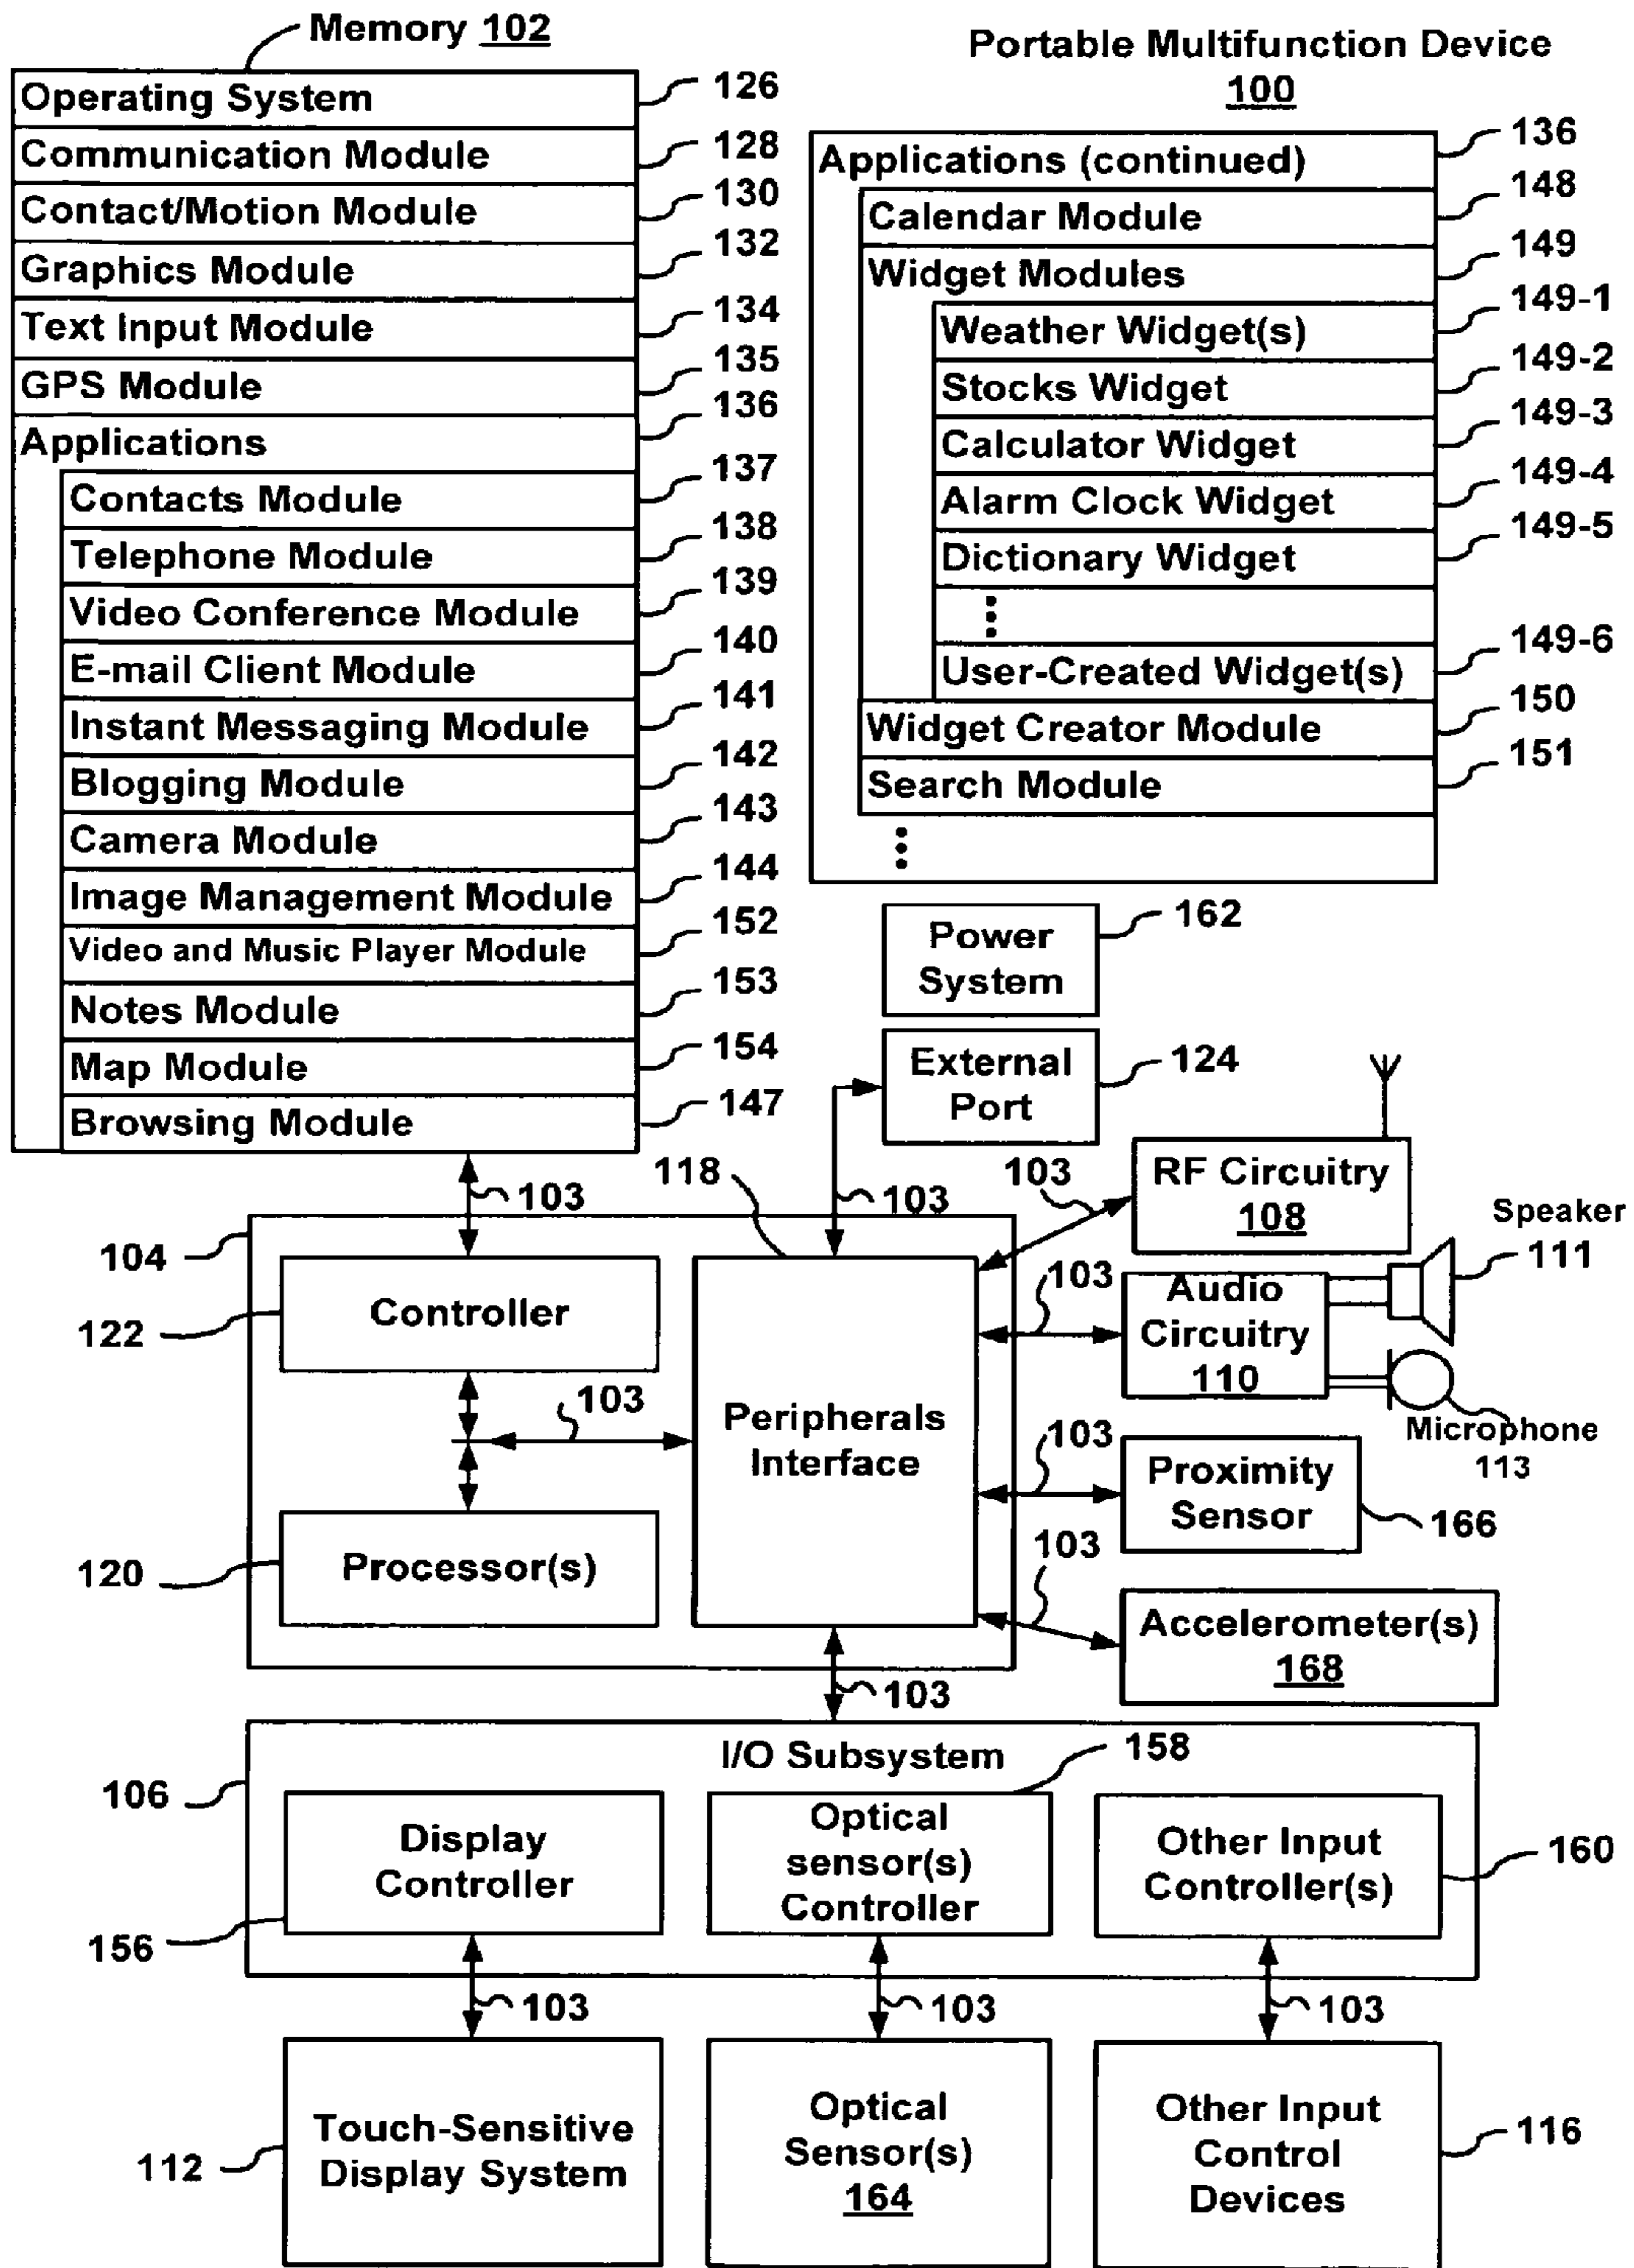 Memory 102
Operating System 126
Communication Module 128
Contact/Motion Module 130
Graphics Module 132
Text Input Module 134
GPS Module 135
Applications 136
Contacts Module 137
Telephone Module 138
Video Conference Module 139
E-mail Client Module 140
Instant Messaging Module 141
Blogging Module 142
Camera Module 143
Image Management Module 144
Video and Music Player Module 152
Notes Module 153
Map Module 154
Browsing Module 147
Portable Multifunction Device
100
Applications (continued) 136
Calendar Module 148
Widget Modules 149
Weather Widget(s) 149-1
Stocks Widget 149-2
Calculator Widget 149-3
Alarm Clock Widget 149-4
Dictionary Widget 149-5
User-Created Widget(s) 149-6
Widget Creator Module 150
Search Module 151
Power
System
162
External
Port
124
103
118
103
103
RF Circuitry
108
Speaker
111
104
Controller
122
103
Audio
Circuitry
110
Microphone
113
103
Peripherals
Interface
103
Proximity
Sensor
166
Processor(s)
120
103
Accelerometer(s)
168
103
I/O Subsystem
106
158
Display
Controller
156
Optical
sensor(s)
Controller
Other Input
Controller(s)
160
103
103
103
Touch-Sensitive
Display System
112
Optical
Sensor(s)
164
Other Input
Control
Devices
116